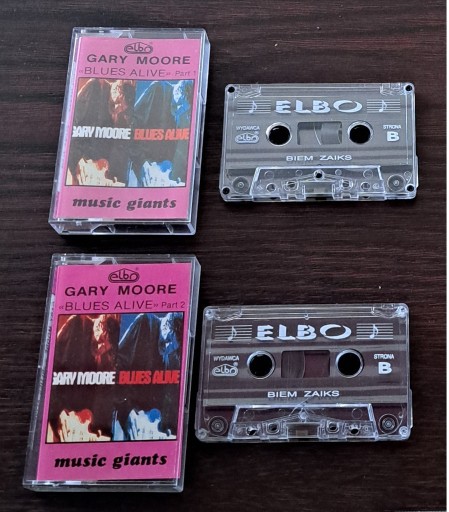 elbo
GARY MOORE
«BLUES ALIVE» Part 1
GARY MOORE BLUES ALIVE
music giants
ELBO
WYDAWCA
elbo
STRONA
B
BIEM ZAIKS
elbo
GARY MOORE
«BLUES ALIVE» Part 2
GARY MOORE BLUES ALIVE
music giants
ELBO
WYDAWCA
elbo
STRONA
B
BIEM ZAIKS